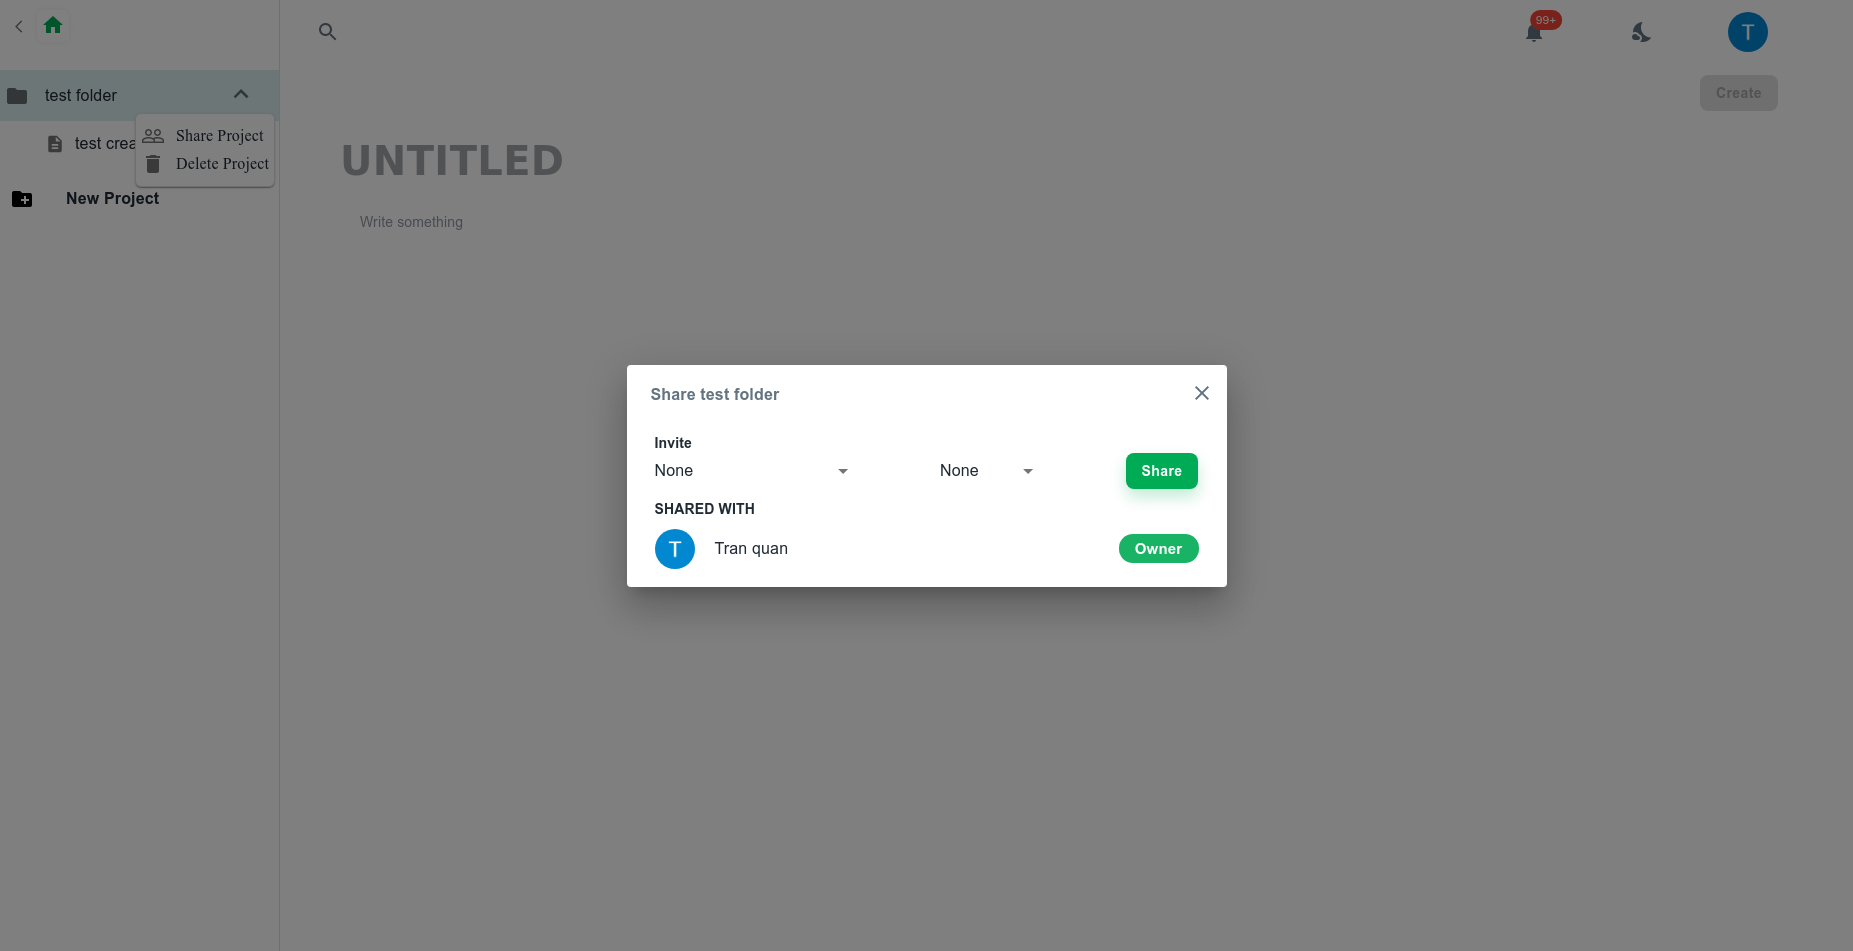 99+
T
test folder
Create
Share Project
test crea
Delete Project
UNTITLED
New Project
Write something
Share test folder
Invite
None None Share
SHARED WITH
T Tran quan Owner